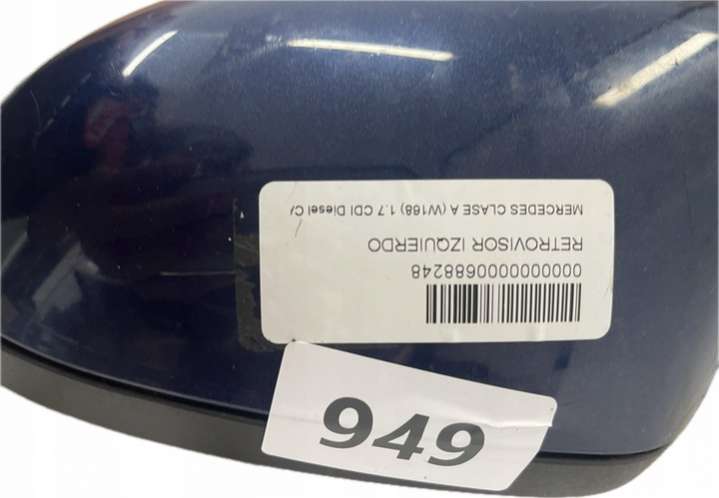 0000000000688248
RETROVISOR IZQUIERDO
MERCEDES CLASE A (W168) 1.7 CDI Diesel
949